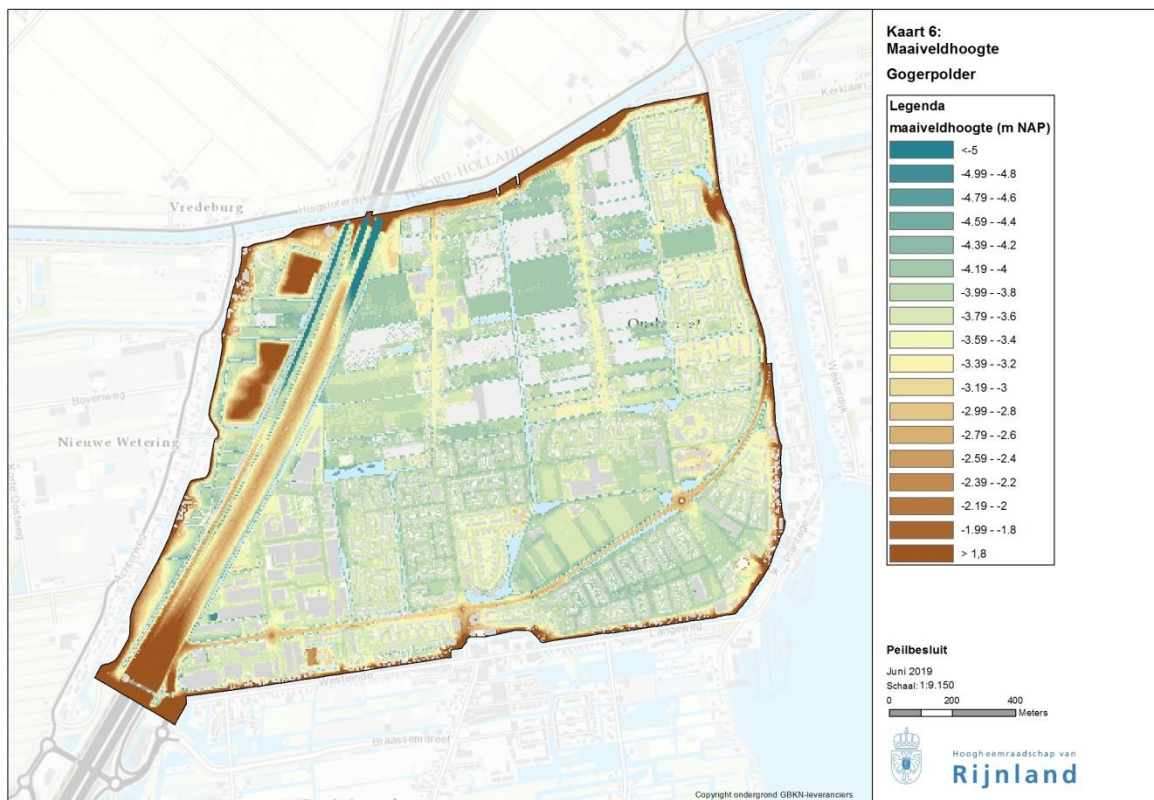 Kaart 6:
Maaiveldhoogte
Gogerpolder
Legenda
maaiveldhoogte (m NAP)
<-5
-4.99 - -4.8
-4.79 - -4.6
-4.59 - -4.4
-4.39 - -4.2
-4.19 - -4
-3.99 - -3.8
-3.79 - -3.6
-3.59 - -3.4
-3.39 - -3.2
-3.19 - -3
-2.99 - -2.8
-2.79 - -2.6
-2.59 - -2.4
-2.39 - -2.2
-2.19 - -2
-1.99 - -1.8
> 1,8
Peilbesluit
Juni 2019
Schaal: 1:9.150
0 200 400
Meters
Hoogheemraadschap van
Rijnland
Kerklaan
NOORD-HOLLAND
Huigsloterdijk
Vredeburg
Westerdijk
Bovenweg
Nieuwe Wetering
Achterweg
Plantage
Langeweg
Westeinde
Braassemdreef
Copyright ondergrond GBKN-leveranciers